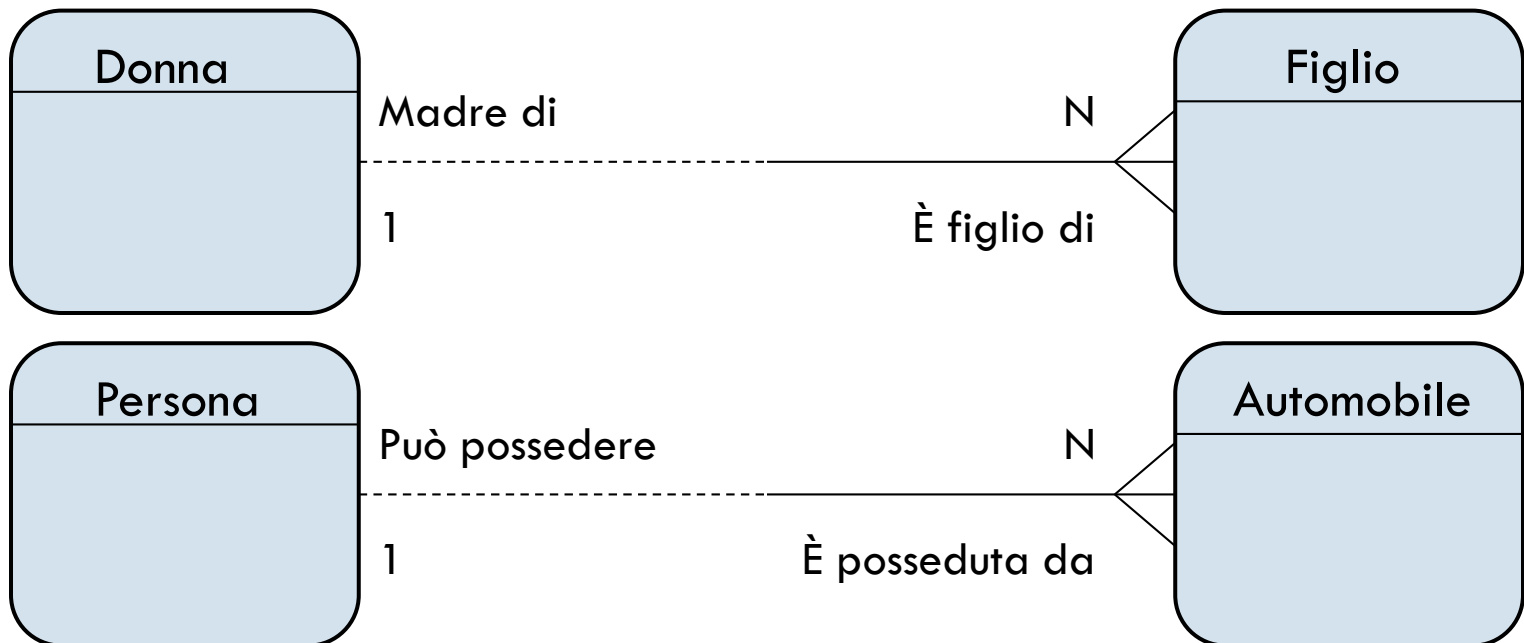 Donna
Figlio
Madre di
N
1
È figlio di
Persona
Automobile
Può possedere
N
1
È posseduta da